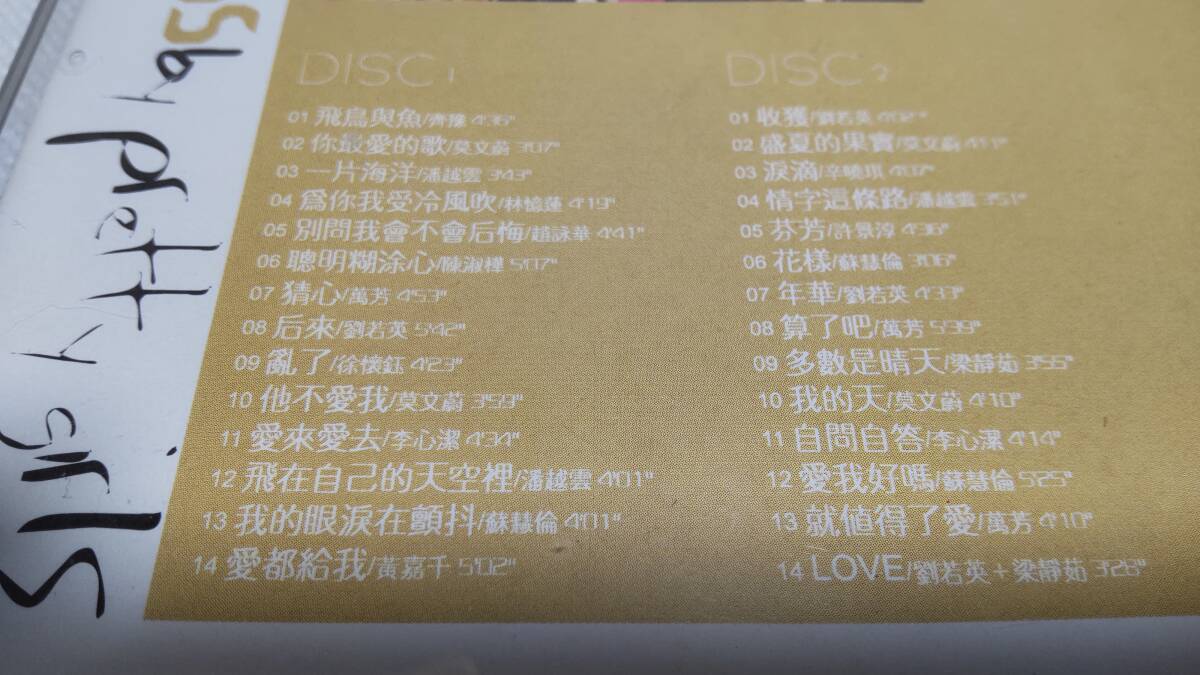 DISC 1
01 飛鳥與魚/齊豫 4'36"
02 你最愛的歌/莫文蔚 3'07"
03 一片海洋/潘越雲 3'43"
04 為你我受冷風吹/林憶蓮 4'19"
05 別問我會不會后悔/趙詠華 4'41"
06 聰明糊涂心/陳淑樺 5'07"
07 猜心/萬芳 4'53"
08 后來/劉若英 5'42"
09 亂了/徐懷鈺 4'23"
10 他不愛我/莫文蔚 3'59"
11 愛來愛去/李心潔 4'34"
12 飛在自己的天空裡/潘越雲 4'01"
13 我的眼淚在顫抖/蘇慧倫 4'01"
14 愛都給我/黃嘉千 5'02"
DISC 2
01 收獲/劉若英 4'02"
02 盛夏的果實/莫文蔚 4'11"
03 淚滴/辛曉琪 4'07"
04 情字這條路/潘越雲 3'51"
05 芬芳/許景淳 4'36"
06 花樣/蘇慧倫 3'06"
07 年華/劉若英 4'33"
08 算了吧/萬芳 5'39"
09 多數是晴天/梁靜茹 3'55"
10 我的天/莫文蔚 4'10"
11 自問自答/李心潔 4'14"
12 愛我好嗎/蘇慧倫 5'25"
13 就值得了愛/萬芳 4'10"
14 LOVE/劉若英+梁靜茹 3'28"
by pretty girls